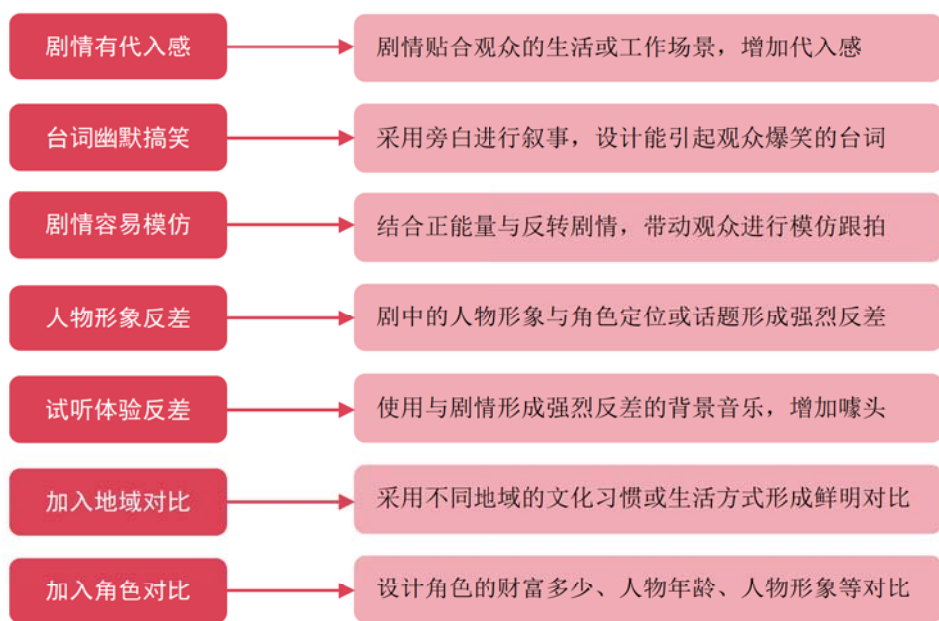 剧情有代入感
剧情贴合观众的生活或工作场景，增加代入感
台词幽默搞笑
采用旁白进行叙事，设计能引起观众爆笑的台词
剧情容易模仿
结合正能量与反转剧情，带动观众进行模仿跟拍
人物形象反差
剧中的人物形象与角色定位或话题形成强烈反差
试听体验反差
使用与剧情形成强烈反差的背景音乐，增加噱头
加入地域对比
采用不同地域的文化习惯或生活方式形成鲜明对比
加入角色对比
设计角色的财富多少、人物年龄、人物形象等对比